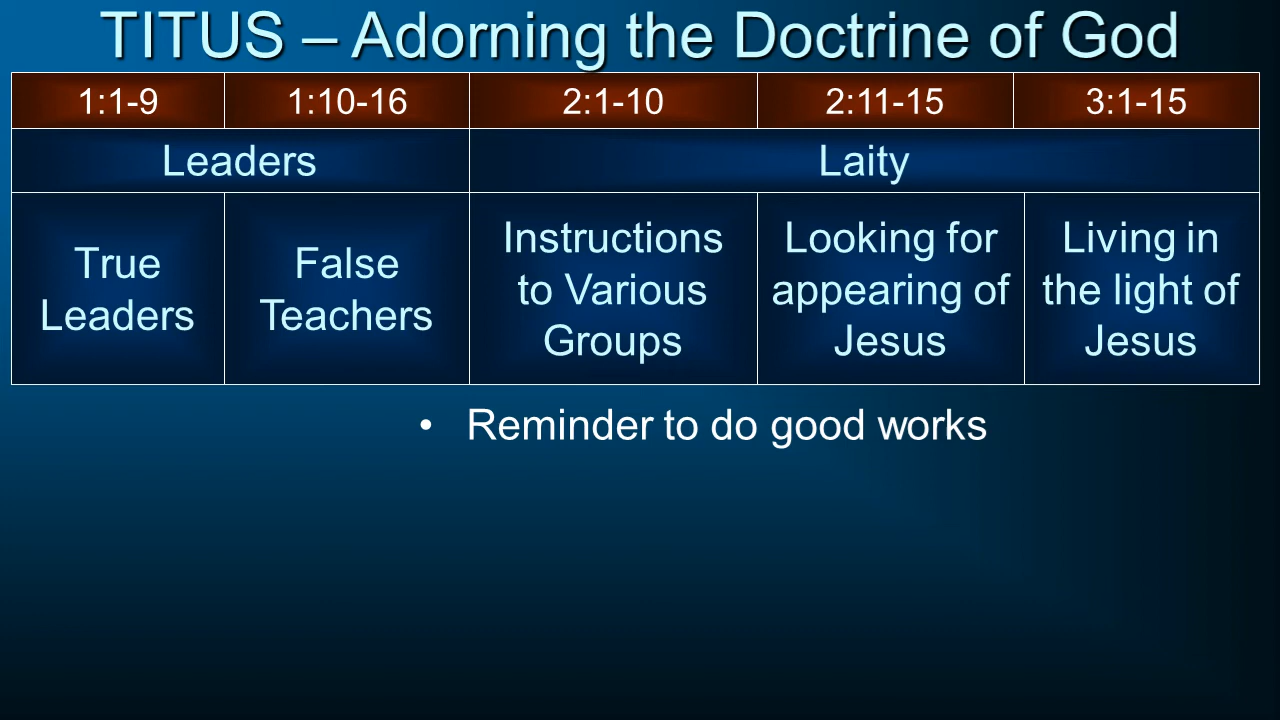 TITUS – Adorning the Doctrine of God
1:1-9 1:10-16 2:1-10 2:11-15 3:1-15
Leaders Laity
True
Leaders
False
Teachers
Instructions
to Various
Groups
Looking for
appearing of
Jesus
Living in
the light of
Jesus
• Reminder to do good works